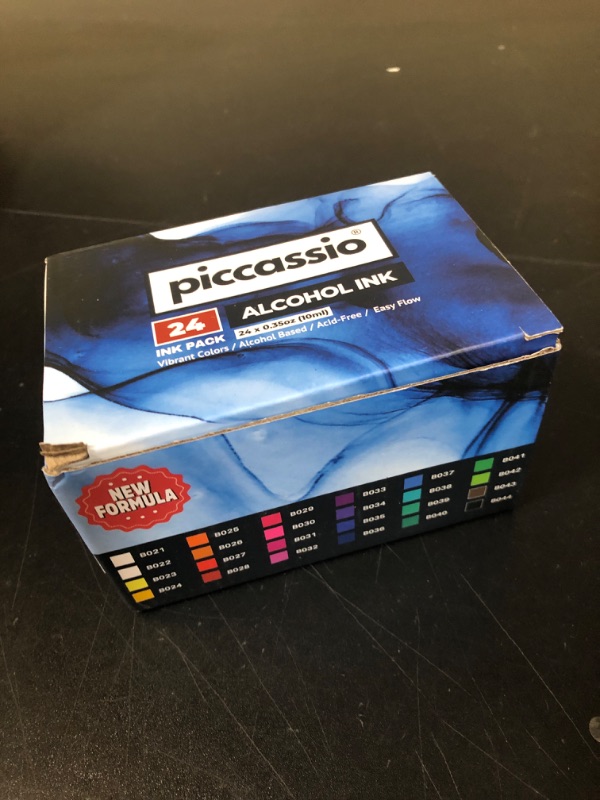 piccassio®
ALCOHOL INK
24
INK PACK
24 x 0.35oz (10ml)
Vibrant Colors / Alcohol Based / Acid-Free / Easy Flow
NEW
FORMULA
B021
B022
B023
B024
B025
B026
B027
B028
B029
B030
B031
B032
B033
B034
B035
B036
B037
B038
B039
B040
B041
B042
B043
B044